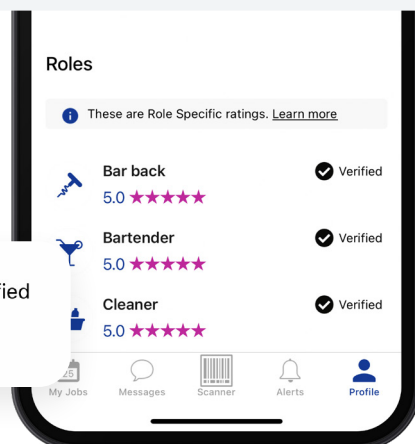 Roles
These are Role Specific ratings. Learn more
Bar back
Verified
5.0 ★★★★★
Bartender
Verified
5.0 ★★★★★
Cleaner
Verified
5.0 ★★★★★
25
My Jobs
Messages
Scanner
Alerts
Profile